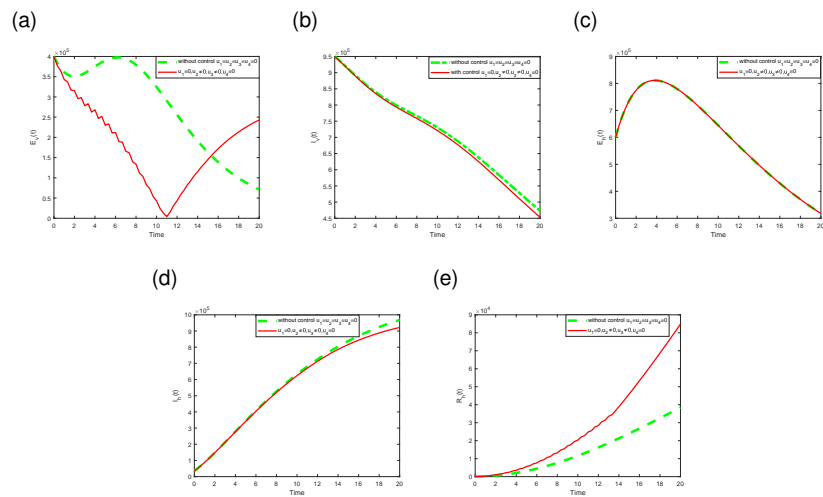 (a)
×10⁵
4
3.5
3
2.5
2
1.5
1
0.5
0
E_v(t)
without control u₁=u₂=u₃=u₄=0
u₁=0,u₂≠0,u₃≠0,u₄=0
0 2 4 6 8 10 12 14 16 18 20
Time
(b)
9.5
9
8.5
8
7.5
7
6.5
6
5.5
5
4.5
I_v(t)
without control u₁=u₂=u₃=u₄=0
with control u₁=0,u₂≠0,u₃≠0,u₄=0
0 2 4 6 8 10 12 14 16 18 20
Time
(c)
×10⁵
9
8
7
6
5
4
3
E_h(t)
without control u₁=u₂=u₃=u₄=0
u₁=0,u₂≠0,u₃≠0,u₄=0
0 2 4 6 8 10 12 14 16 18 20
Time
(d)
×10⁵
10
9
8
7
6
5
4
3
2
1
0
I_h(t)
without control u₁=u₂=u₃=u₄=0
u₁=0,u₂≠0,u₃≠0,u₄=0
0 2 4 6 8 10 12 14 16 18 20
Time
(e)
×10⁴
9
8
7
6
5
4
3
2
1
0
R_h(t)
without control u₁=u₂=u₃=u₄=0
u₁=0,u₂≠0,u₃≠0,u₄=0
0 2 4 6 8 10 12 14 16 18 20
Time